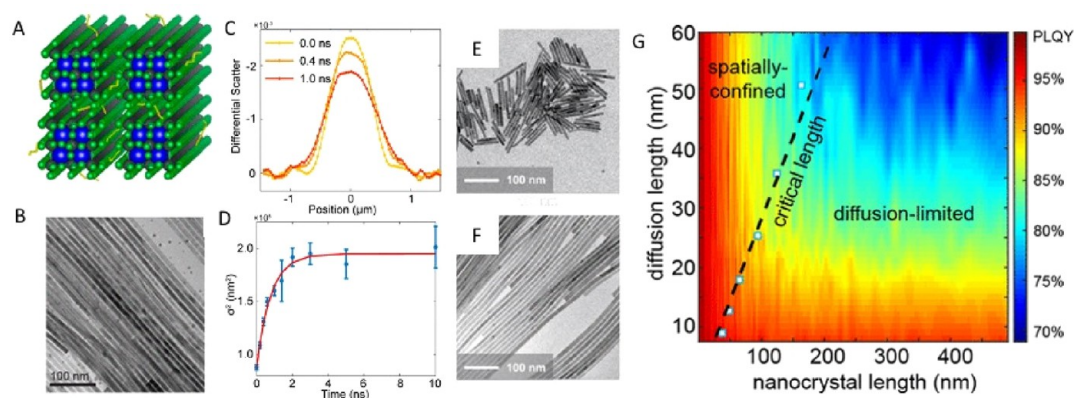 A
B
100 nm
C
×10⁻³
Differential Scatter
-2
-1
0
0.0 ns
0.4 ns
1.0 ns
-1
0
1
Position (µm)
D
σ² (nm²)
2.0
1.5
1.0
0
2
4
6
8
10
Time (ns)
E
100 nm
F
100 nm
G
diffusion length (nm)
60
50
40
30
20
10
spatially-
confined
critical length
diffusion-limited
100
200
300
400
nanocrystal length (nm)
PLQY
95%
90%
85%
80%
75%
70%